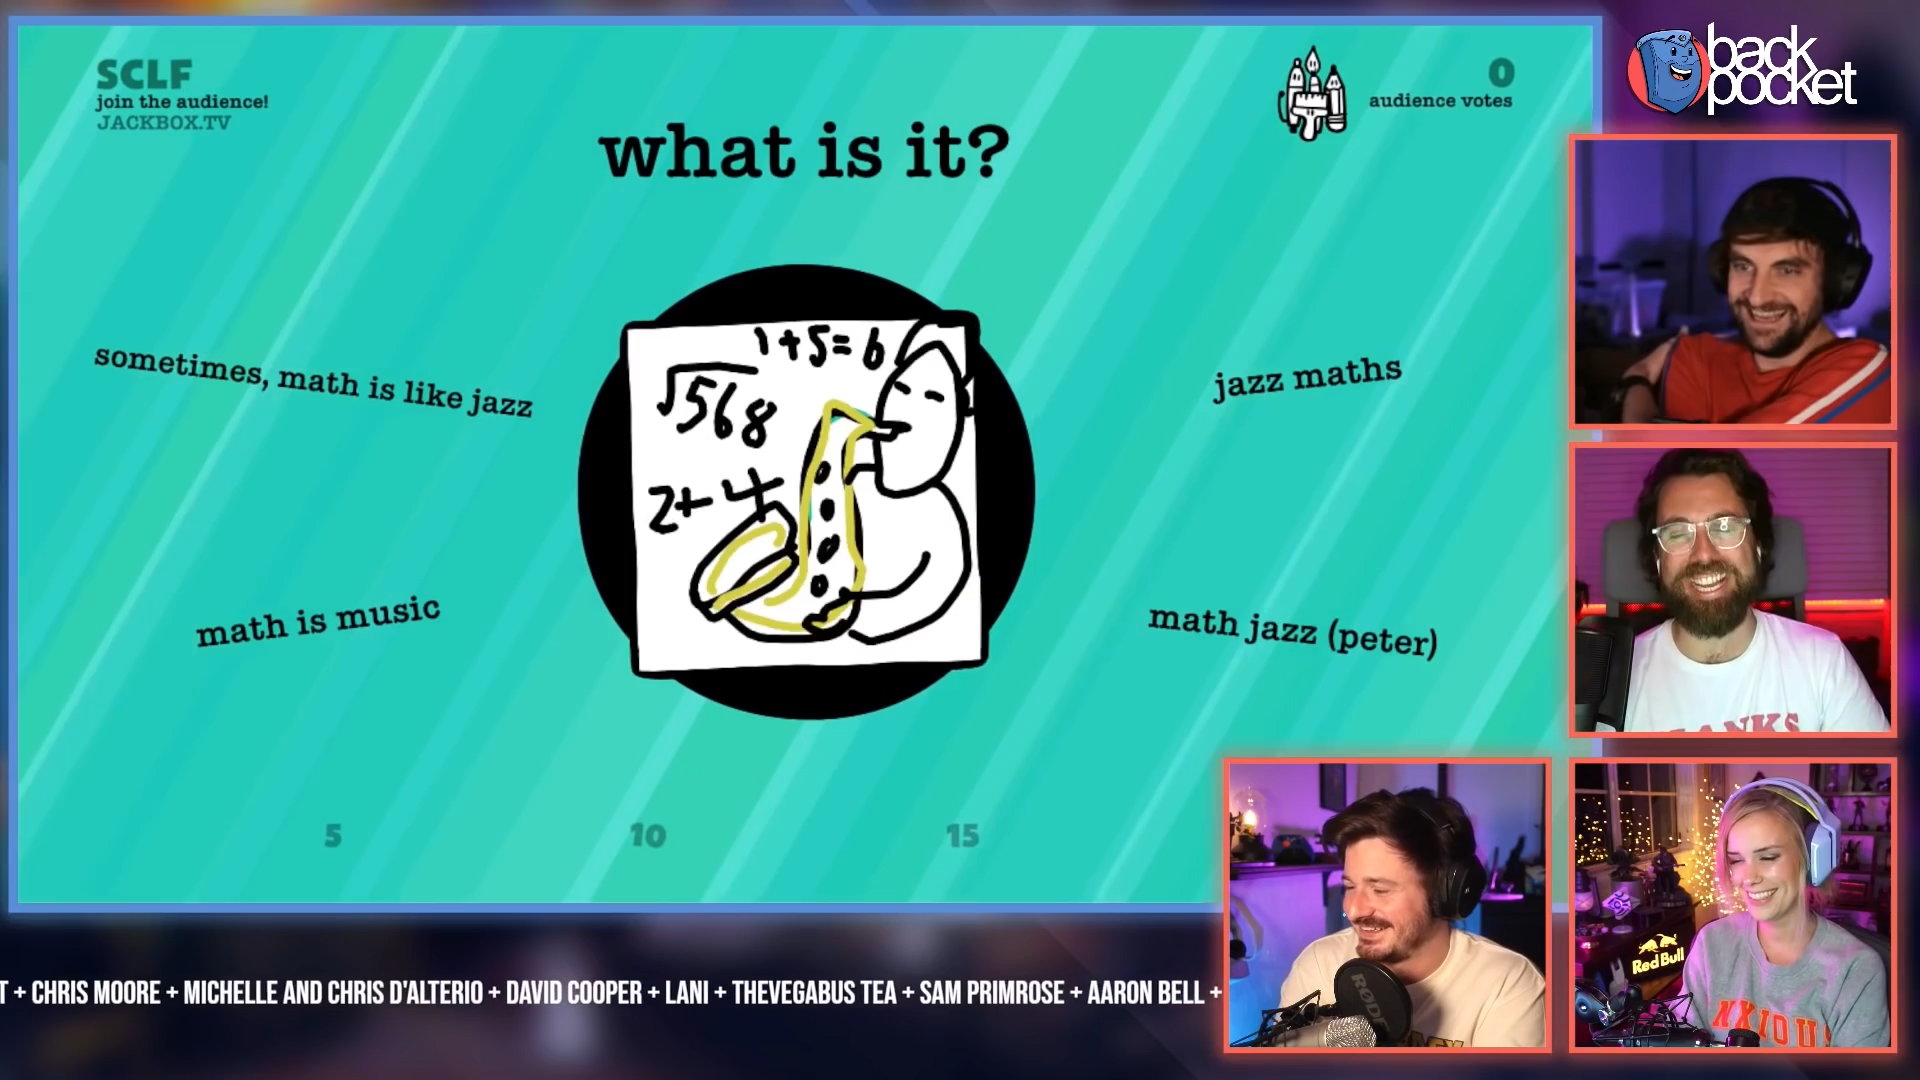 SCLF
join the audience!
JACKBOX.TV
0
audience votes
back
pocket
what is it?
1+5=6
√568
2+4
sometimes, math is like jazz
jazz maths
math is music
math jazz (peter)
5
10
15
RØDE
Red Bull
+ CHRIS MOORE + MICHELLE AND CHRIS D'ALTERIO + DAVID COOPER + LANI + THEVEGABUS TEA + SAM PRIMROSE + AARON BELL +